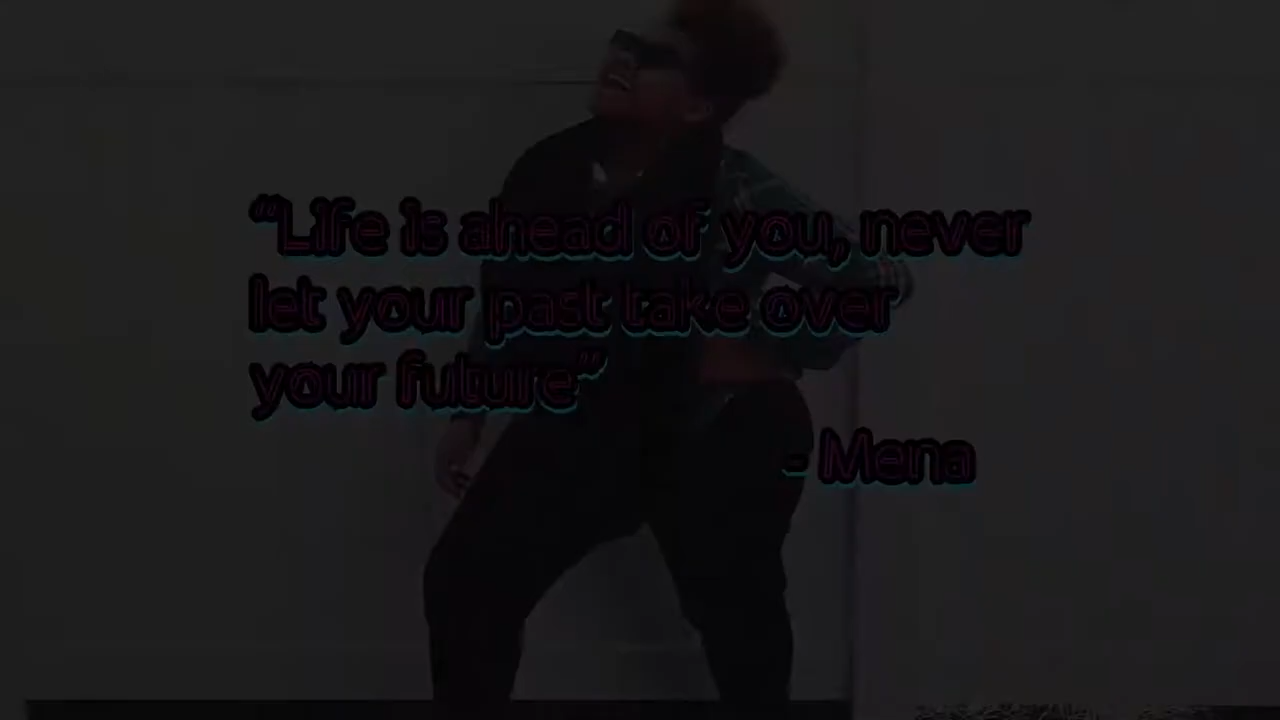 “Life is ahead of you, never
let your past take over
your future”
- Mena